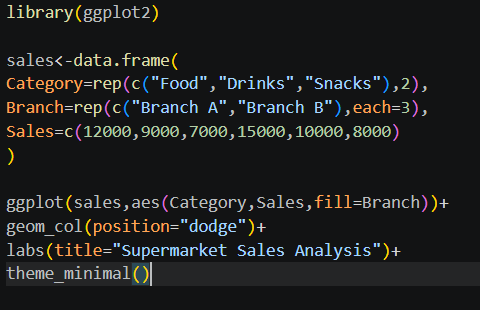 library(ggplot2)
sales<-data.frame(
Category=rep(c("Food","Drinks","Snacks"),2),
Branch=rep(c("Branch A","Branch B"),each=3),
Sales=c(12000,9000,7000,15000,10000,8000)
)
ggplot(sales,aes(Category,Sales,fill=Branch))+
geom_col(position="dodge")+
labs(title="Supermarket Sales Analysis")+
theme_minimal()